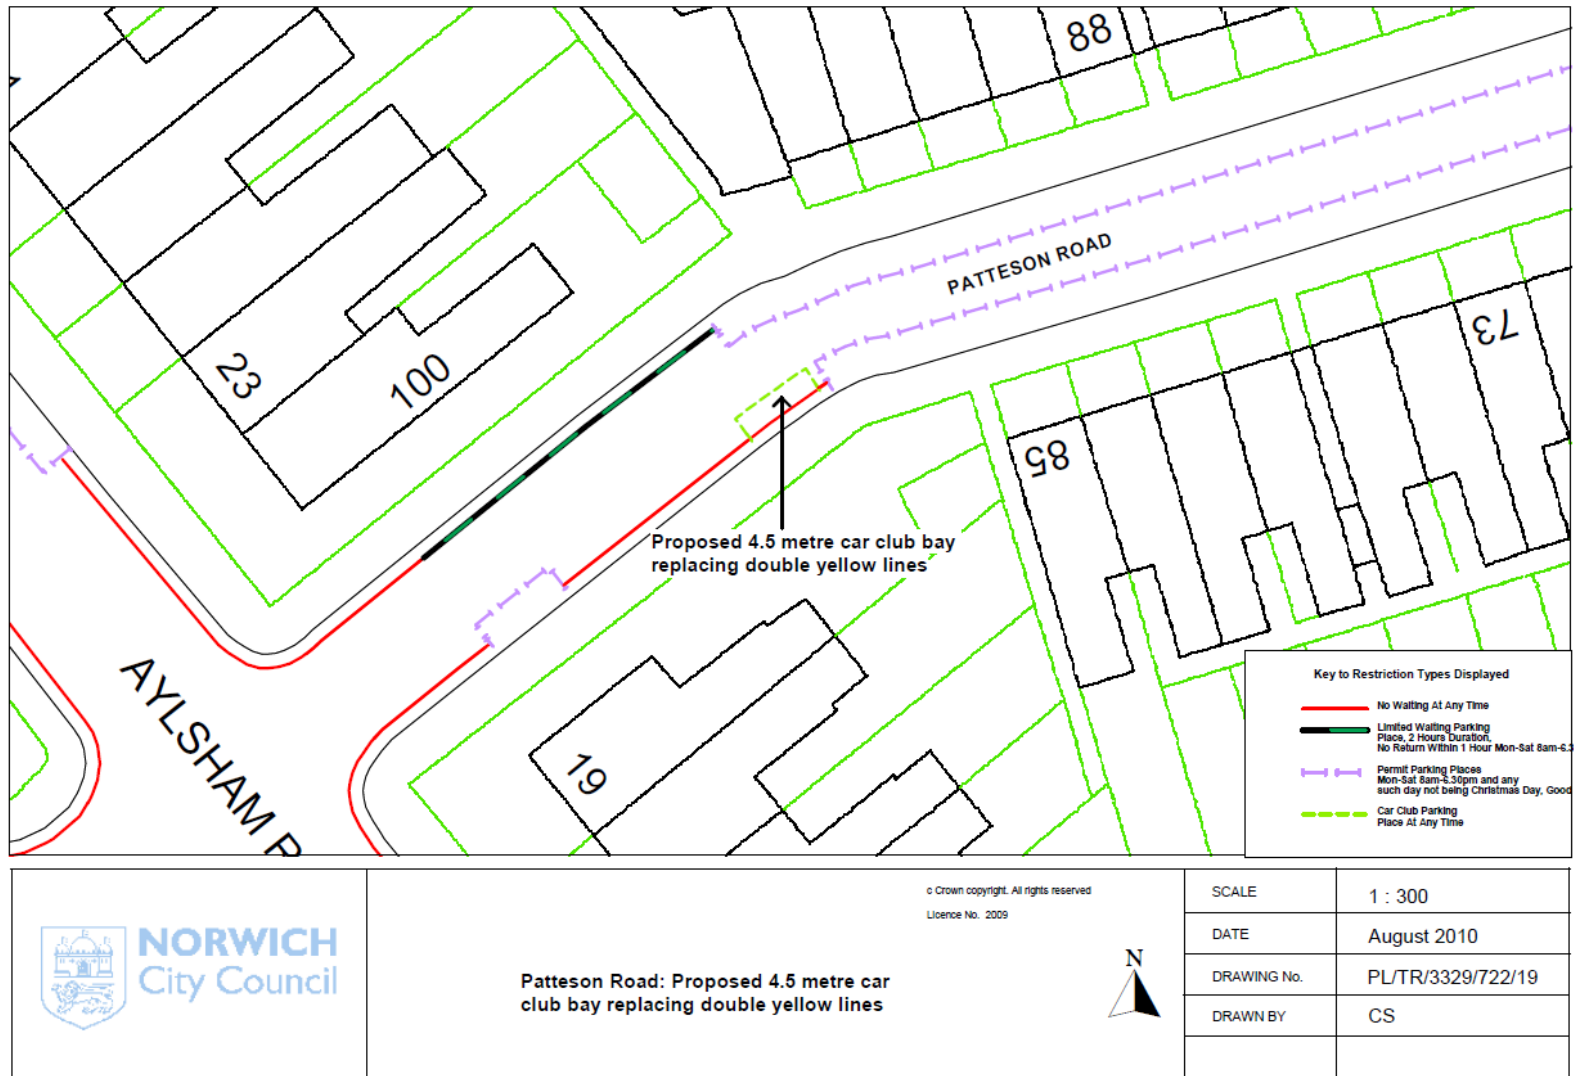 88
PATTESON ROAD
23
100
73
85
Proposed 4.5 metre car club bay
replacing double yellow lines
AYLSHAM R
19
Key to Restriction Types Displayed
No Waiting At Any Time
Limited Waiting Parking
Place, 2 Hours Duration,
No Return Within 1 Hour Mon-Sat 8am-6.3
Permit Parking Places
Mon-Sat 8am-6.30pm and any
such day not being Christmas Day, Good
Car Club Parking
Place At Any Time
NORWICH
City Council
Patteson Road: Proposed 4.5 metre car
club bay replacing double yellow lines
c Crown copyright. All rights reserved
Licence No. 2009
N
SCALE 1 : 300
DATE August 2010
DRAWING No. PL/TR/3329/722/19
DRAWN BY CS